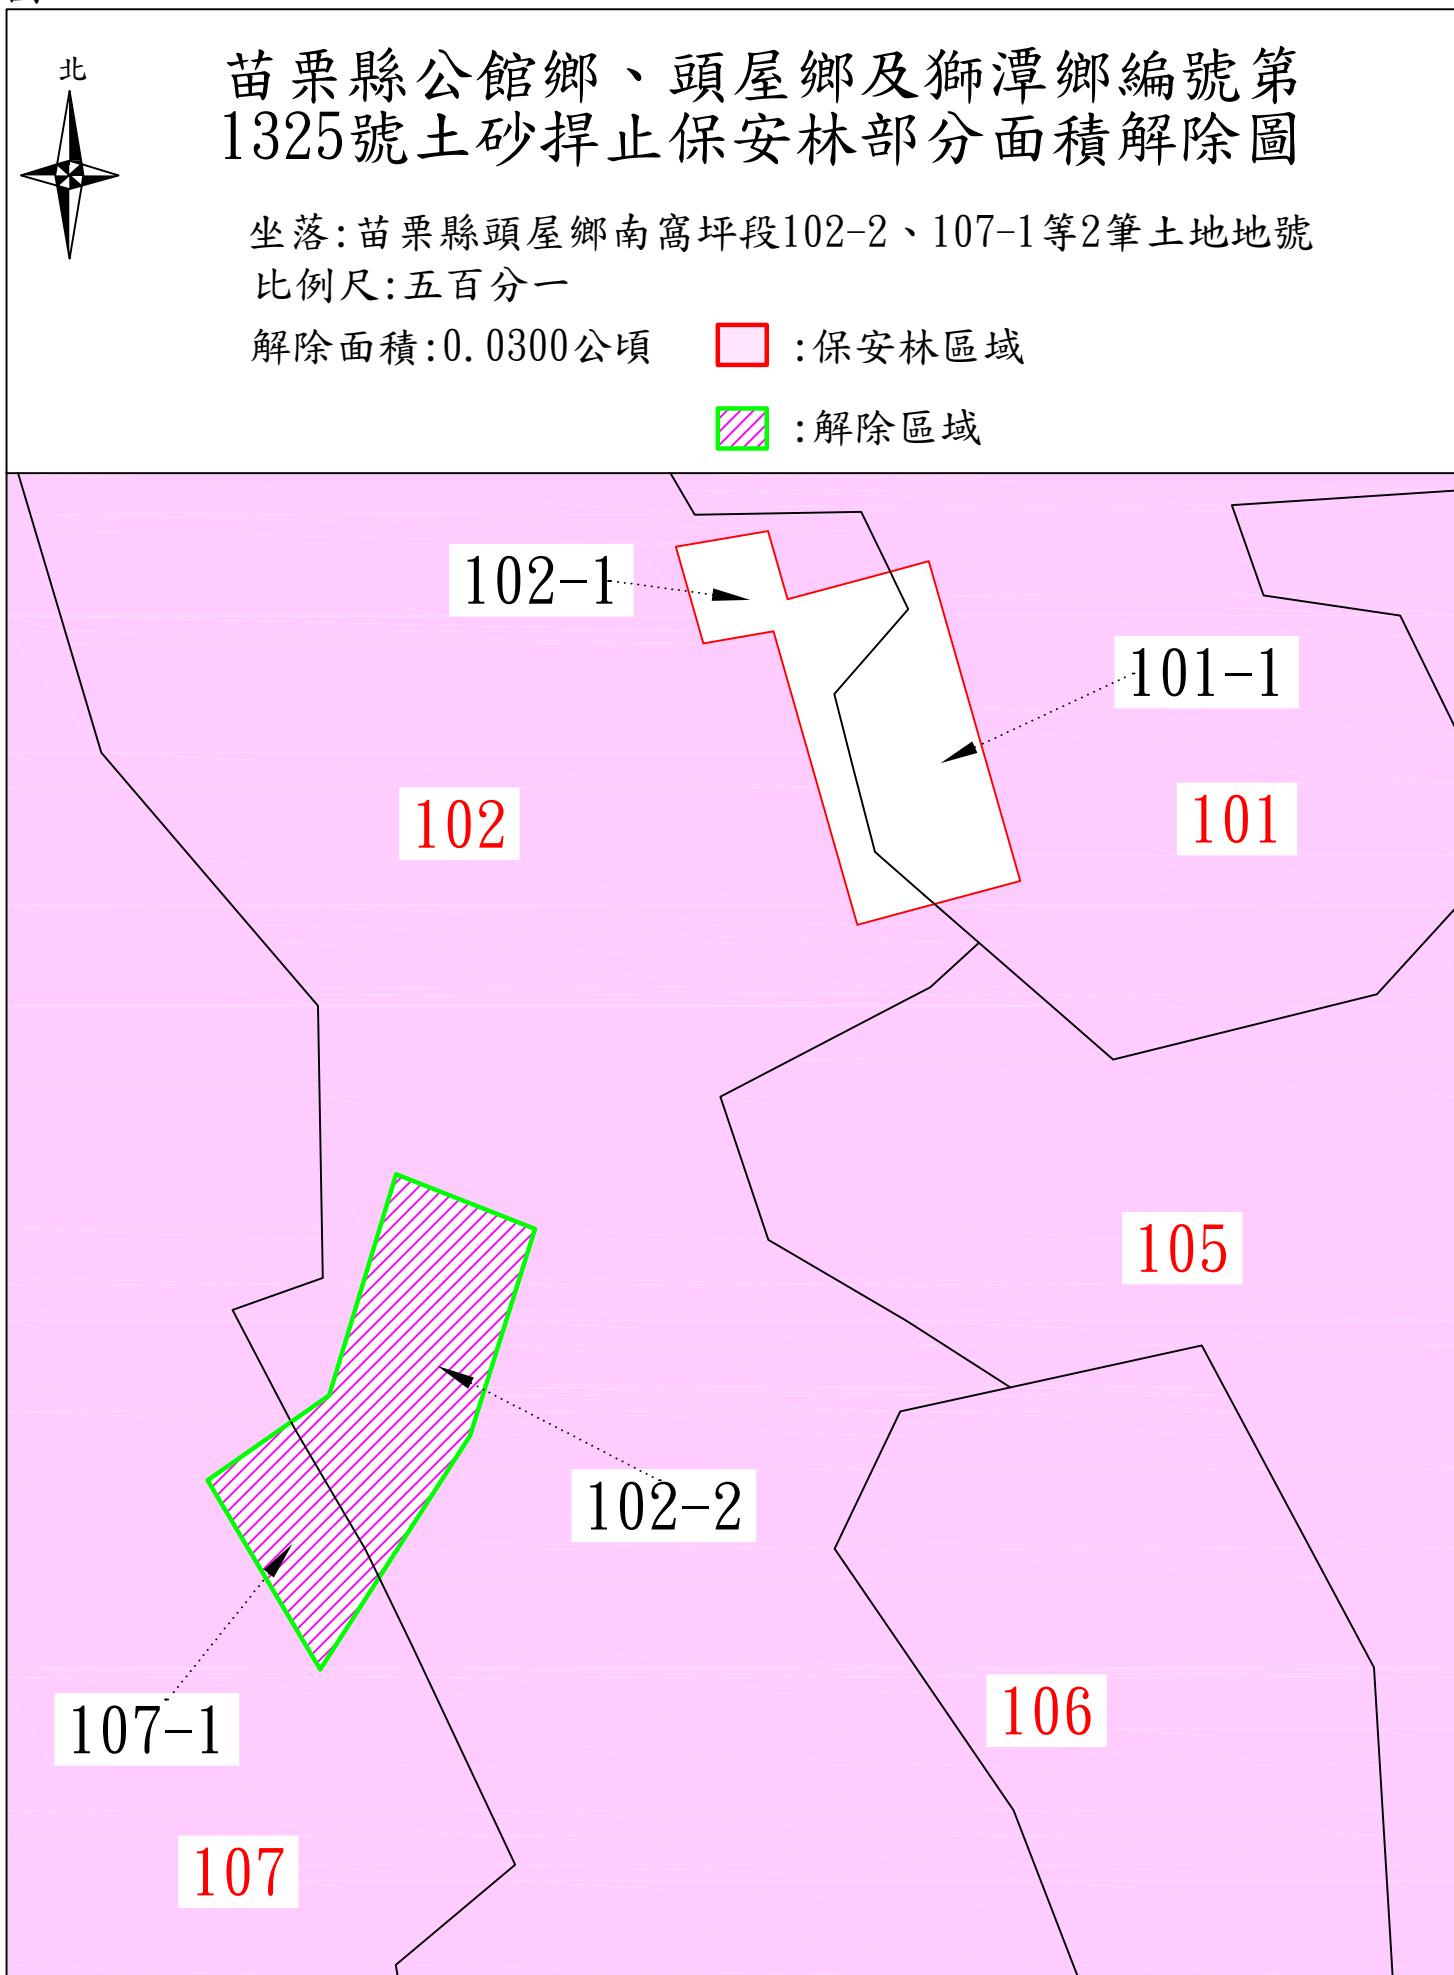 北
苗栗縣公館鄉、頭屋鄉及獅潭鄉編號第
1325號土砂捍止保安林部分面積解除圖
坐落:苗栗縣頭屋鄉南窩坪段102-2、107-1等2筆土地地號
比例尺:五百分一
解除面積:0.0300公頃
:保安林區域
:解除區域
102-1
101-1
102
101
105
102-2
106
107-1
107